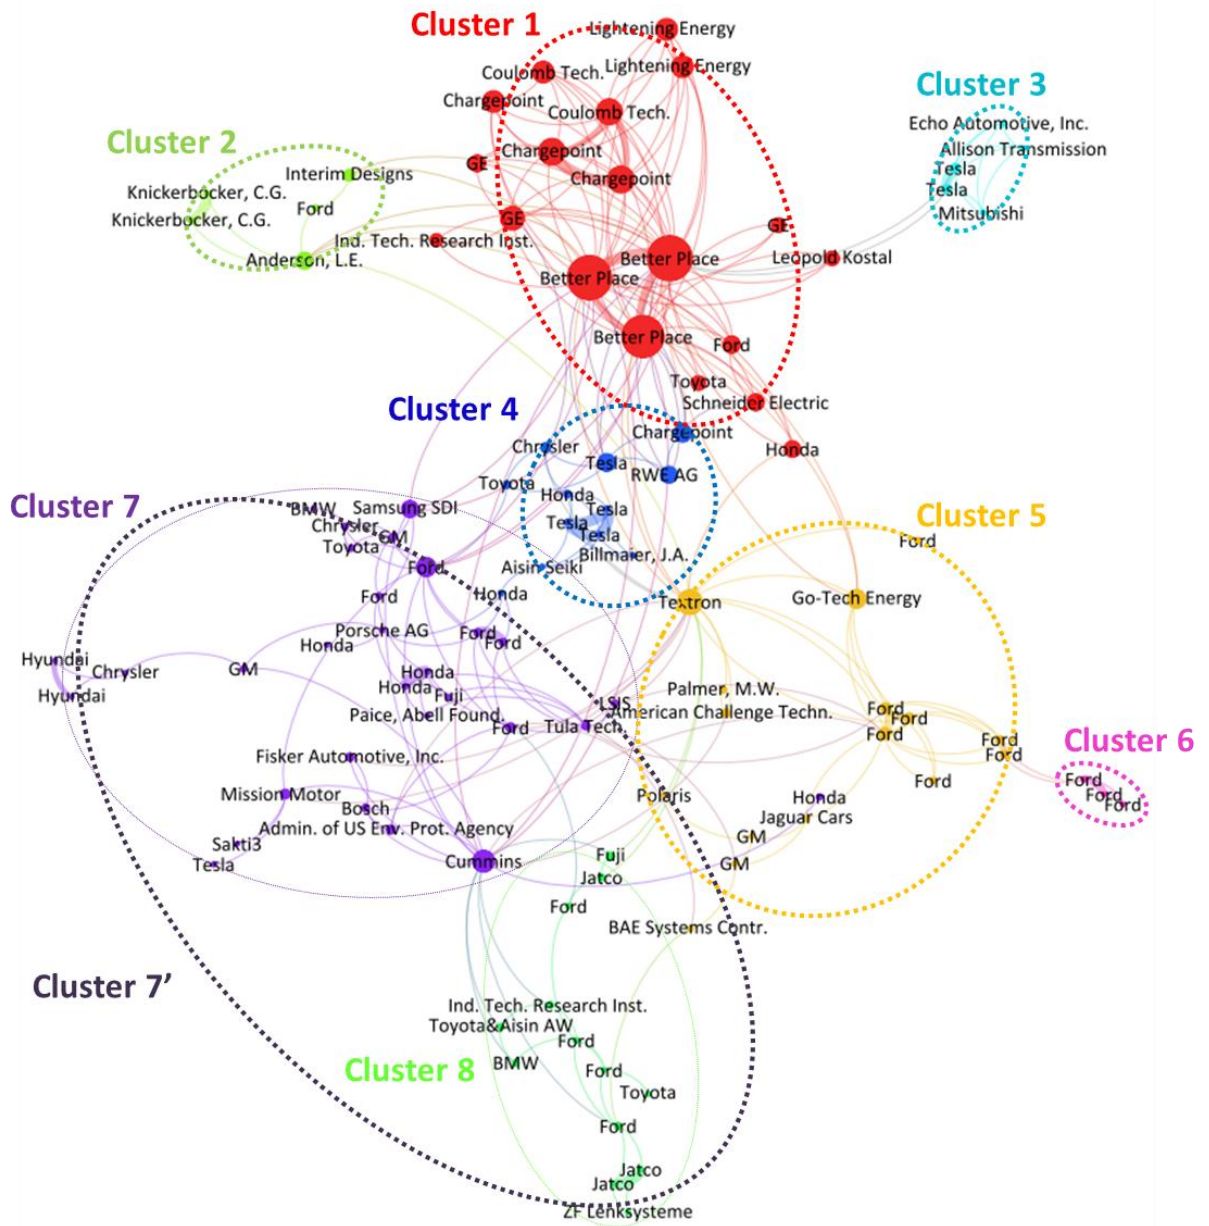 Cluster 1
Lightening Energy
Lightening Energy
Coulomb Tech.
Chargepoint
Coulomb Tech.
Chargepoint
GE
Chargepoint
GE
Ind. Tech. Research Inst.
GE
Better Place
Leopold Kostal
Better Place
Better Place
Ford
Toyota
Schneider Electric
Honda
Cluster 2
Interim Designs
Knickerbocker, C.G.
Ford
Knickerbocker, C.G.
Anderson, L.E.
Cluster 3
Echo Automotive, Inc.
Allison Transmission
Tesla
Tesla
Mitsubishi
Cluster 4
Chargepoint
Chrysler
Tesla
RWE AG
Toyota
Honda
Tesla
Tesla
Tesla
Billmaier, J.A.
Aisin Seiki
Honda
Cluster 5
Ford
Textron
Go-Tech Energy
Palmer, M.W.
American Challenge Techn.
Ford
Ford
Ford
Ford
Ford
Ford
Polaris
Honda
Jaguar Cars
GM
GM
BAE Systems Contr.
Cluster 6
Ford
Ford
Ford
Cluster 7
BMW
Samsung SDI
Chrysler
GM
Toyota
Ford
Ford
Porsche AG
Ford
Ford
Honda
Hyundai
Chrysler
GM
Hyundai
Honda
Honda
Fuji
LSIS
Paice, Abell Found.
Ford
Tula Tech.
Fisker Automotive, Inc.
Mission Motor
Bosch
Admin. of US Env. Prot. Agency
Sakti3
Tesla
Cummins
Cluster 7’
Cluster 8
Fuji
Jatco
Ford
Ind. Tech. Research Inst.
Toyota&Aisin AW
Ford
BMW
Ford
Toyota
Ford
Jatco
Jatco
ZF Lenksysteme